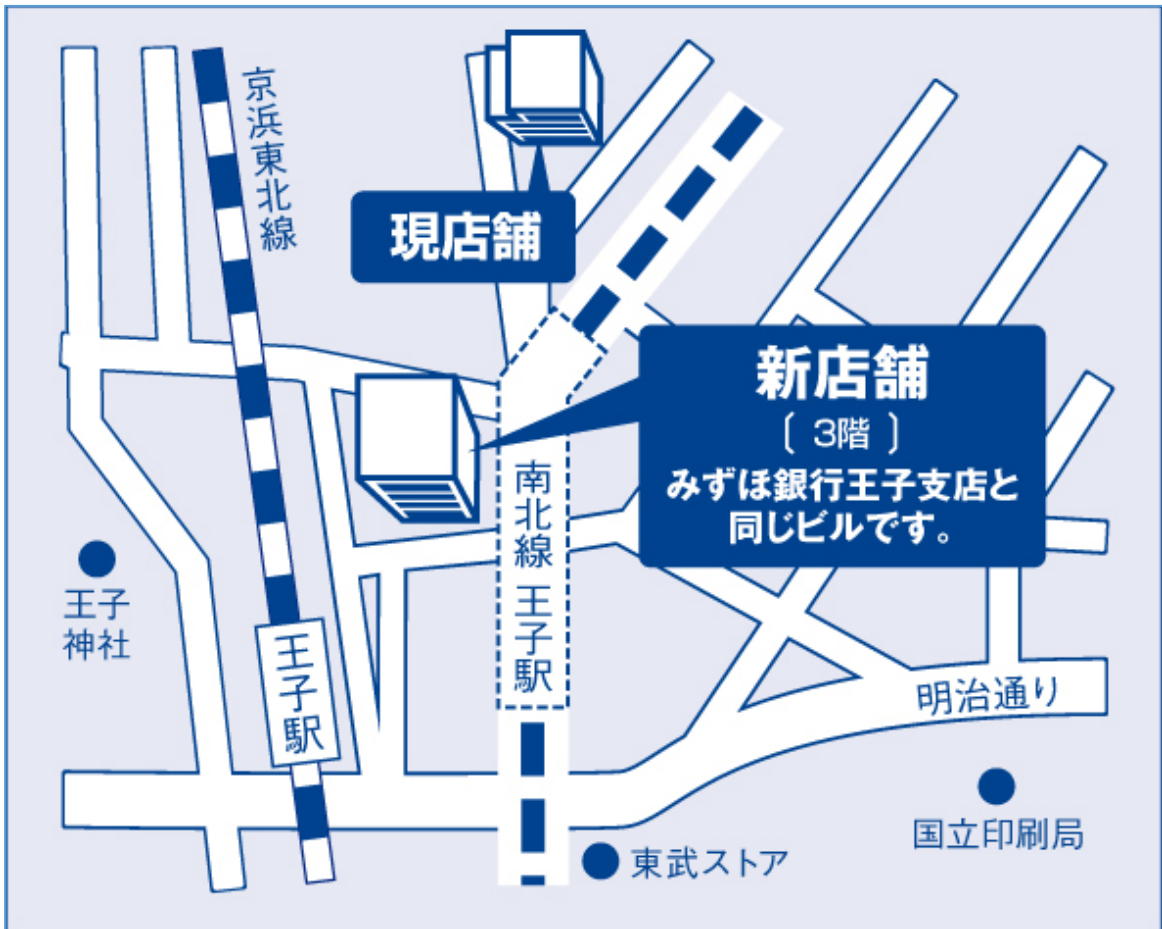 京浜東北線
現店舗
新店舗
〔 3階 〕
みずほ銀行王子支店と
同じビルです。
南北線 王子駅
王子
神社
王子駅
明治通り
国立印刷局
東武ストア